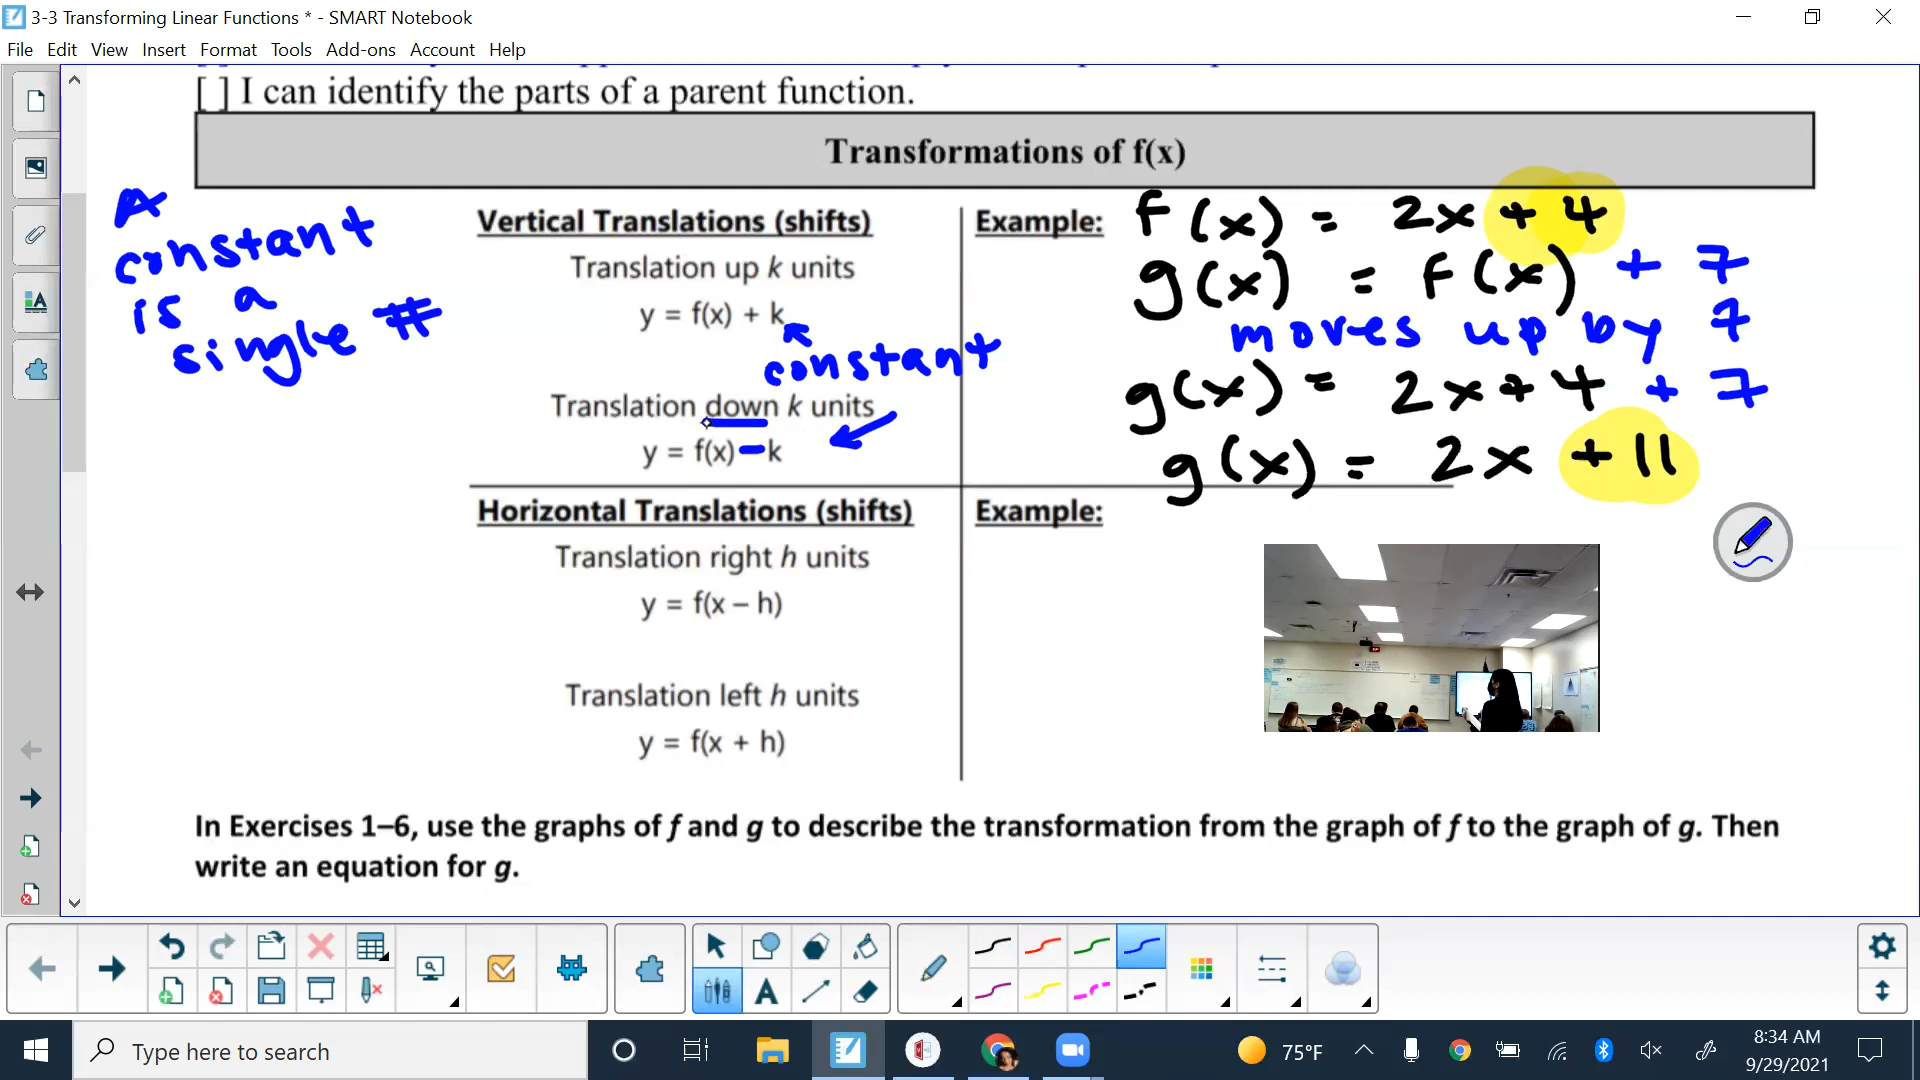 3-3 Transforming Linear Functions * - SMART Notebook
File Edit View Insert Format Tools Add-ons Account Help
[ ] I can identify the parts of a parent function.
Transformations of f(x)
A
constant
is a
single #
Vertical Translations (shifts)
Translation up k units
y = f(x) + k
constant
Translation down k units
y = f(x) - k
Example:
f(x) = 2x + 4
g(x) = f(x) + 7
moves up by 7
g(x) = 2x + 4 + 7
g(x) = 2x + 11
Horizontal Translations (shifts)
Translation right h units
y = f(x – h)
Translation left h units
y = f(x + h)
Example:
In Exercises 1–6, use the graphs of f and g to describe the transformation from the graph of f to the graph of g. Then
write an equation for g.
Type here to search
75°F
8:34 AM
9/29/2021